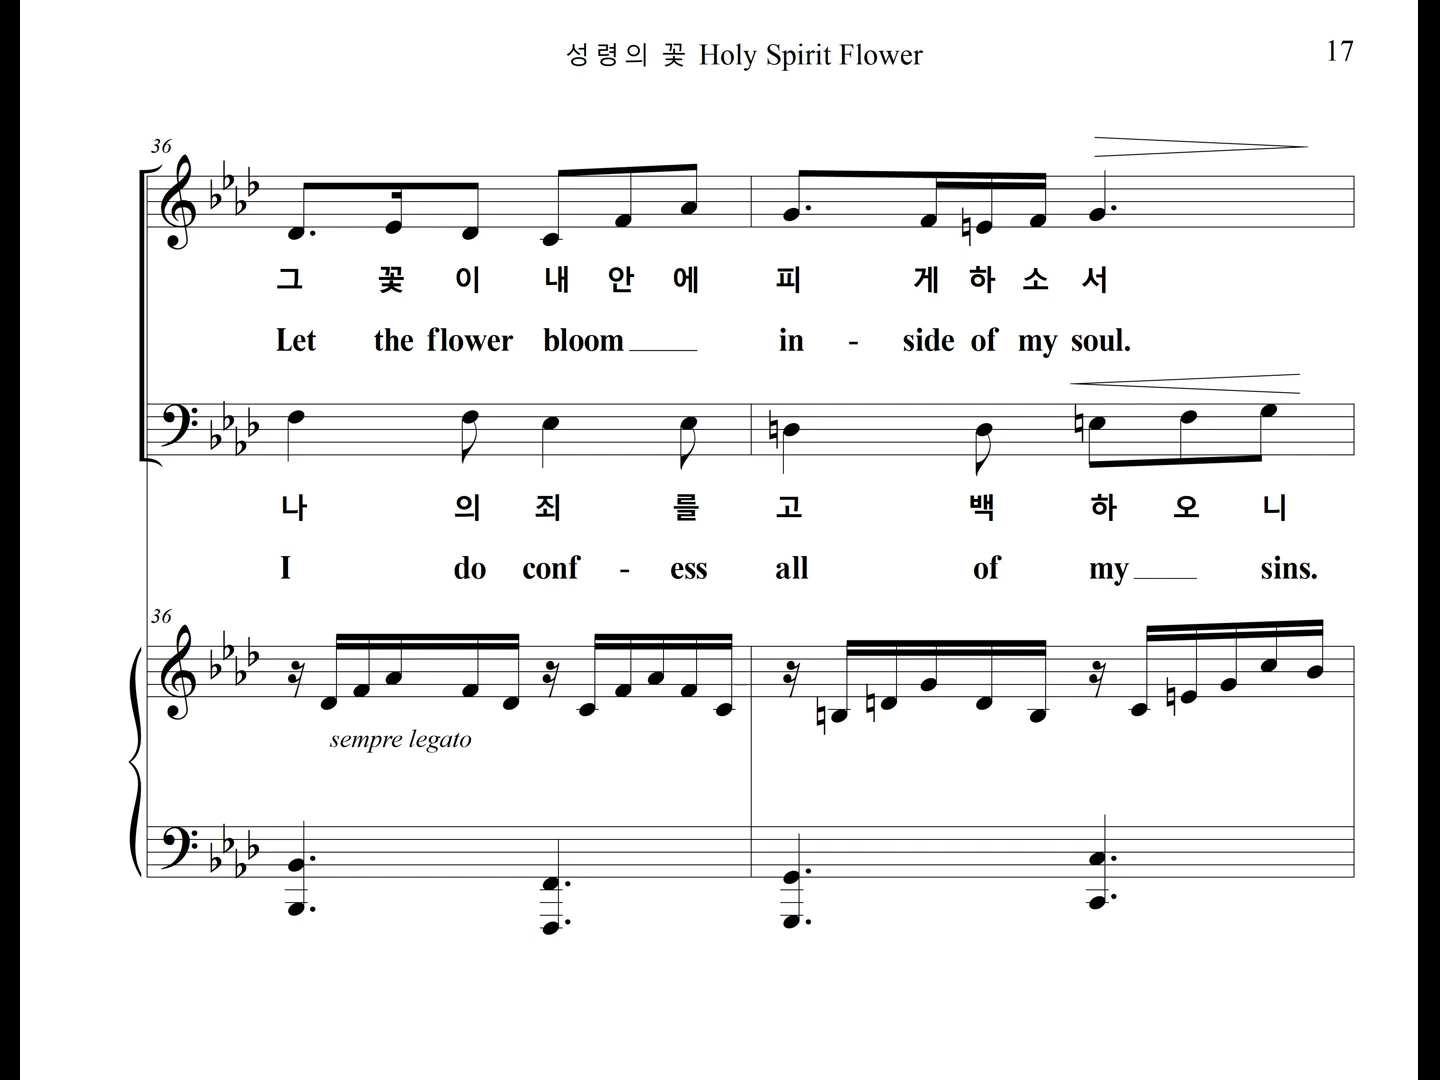 성령의 꽃 Holy Spirit Flower
17
36
그 꽃 이 내 안 에 피 게 하 소 서
Let the flower bloom____ in - side of my soul.
나 의 죄 를 고 백 하 오 니
I do conf - ess all of my____ sins.
36
sempre legato